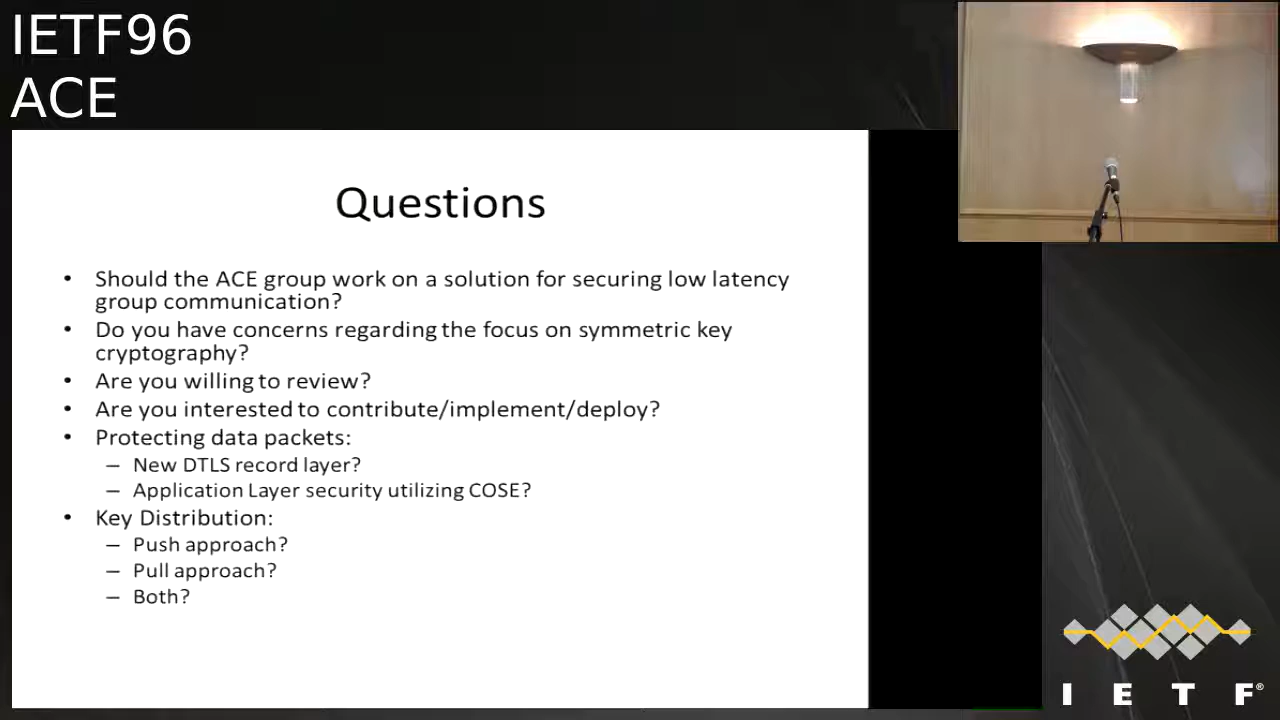 IETF96
ACE
Questions
• Should the ACE group work on a solution for securing low latency
group communication?
• Do you have concerns regarding the focus on symmetric key
cryptography?
• Are you willing to review?
• Are you interested to contribute/implement/deploy?
• Protecting data packets:
– New DTLS record layer?
– Application Layer security utilizing COSE?
• Key Distribution:
– Push approach?
– Pull approach?
– Both?
I E T F®